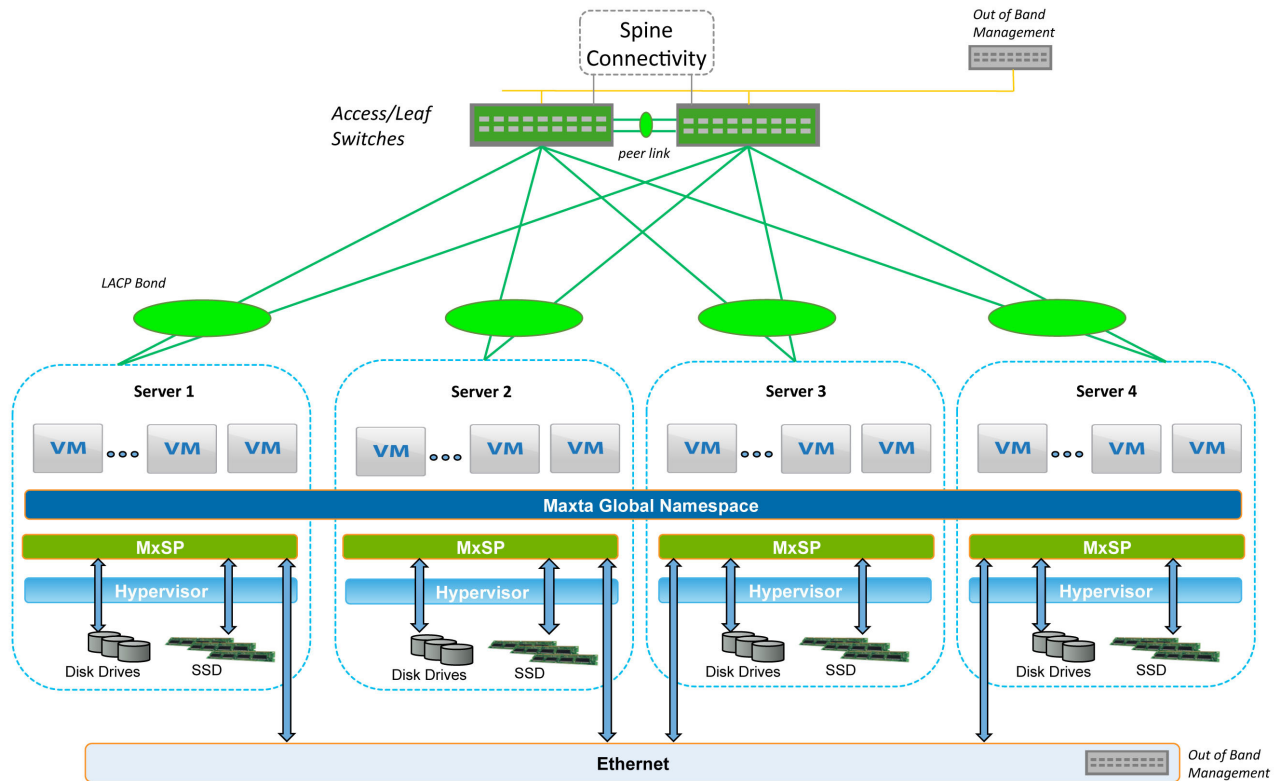 Out of Band
Management
Spine
Connectivity
Access/Leaf
Switches
peer link
LACP Bond
Server 1
Server 2
Server 3
Server 4
VM
VM
VM
VM
VM
VM
VM
VM
VM
VM
VM
VM
Maxta Global Namespace
MxSP
MxSP
MxSP
MxSP
Hypervisor
Hypervisor
Hypervisor
Hypervisor
Disk Drives
SSD
Disk Drives
SSD
Disk Drives
SSD
Disk Drives
SSD
Ethernet
Out of Band
Management